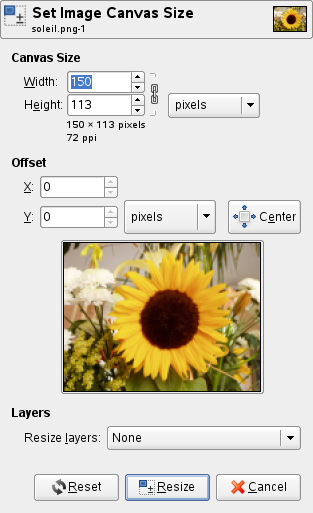 Set Image Canvas Size
soleil.png-1
Canvas Size
Width: 150
Height: 113 pixels
150 × 113 pixels
72 ppi
Offset
X: 0
Y: 0 pixels Center
Layers
Resize layers: None
Reset Resize Cancel